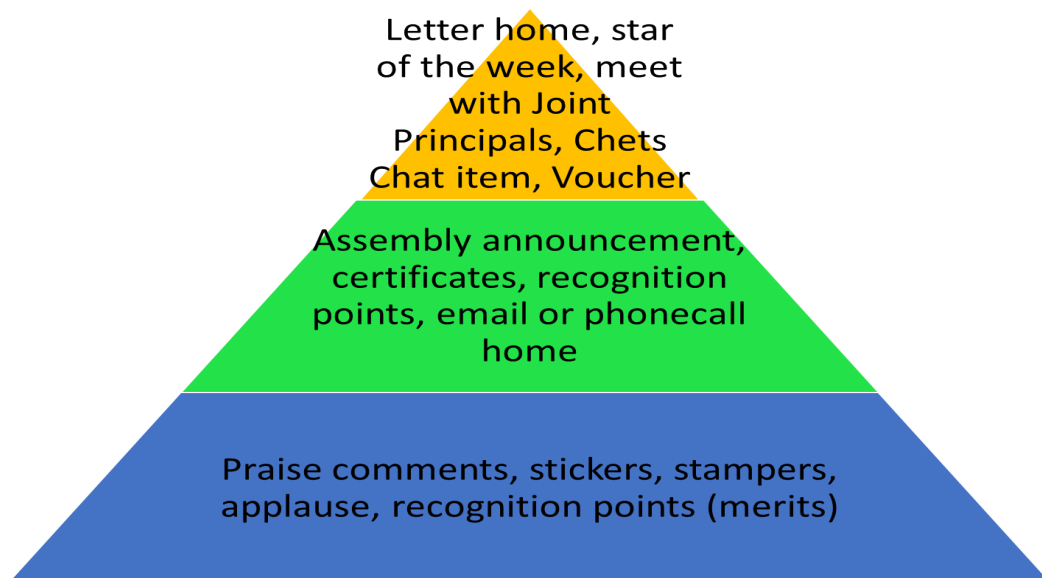 Letter home, star
of the week, meet
with Joint
Principals, Chets
Chat item, Voucher
Assembly announcement,
certificates, recognition
points, email or phonecall
home
Praise comments, stickers, stampers,
applause, recognition points (merits)